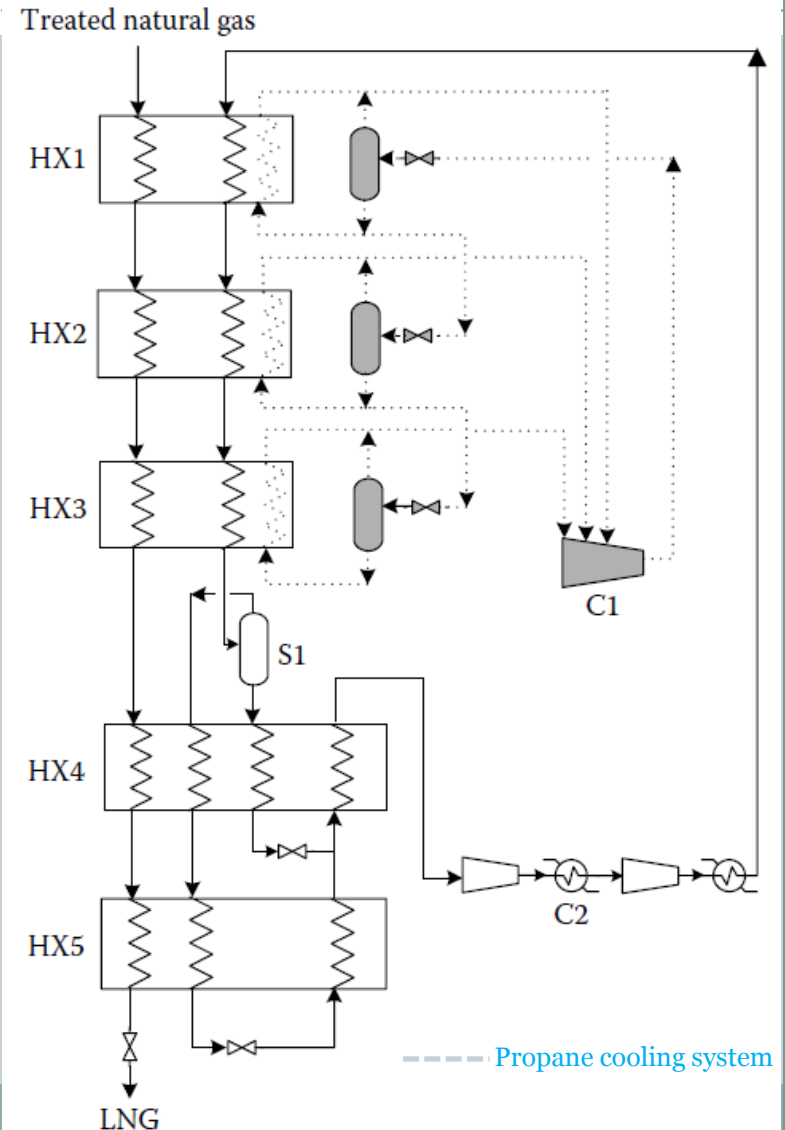 Treated natural gas
HX1
HX2
HX3
C1
S1
HX4
C2
HX5
Propane cooling system
LNG